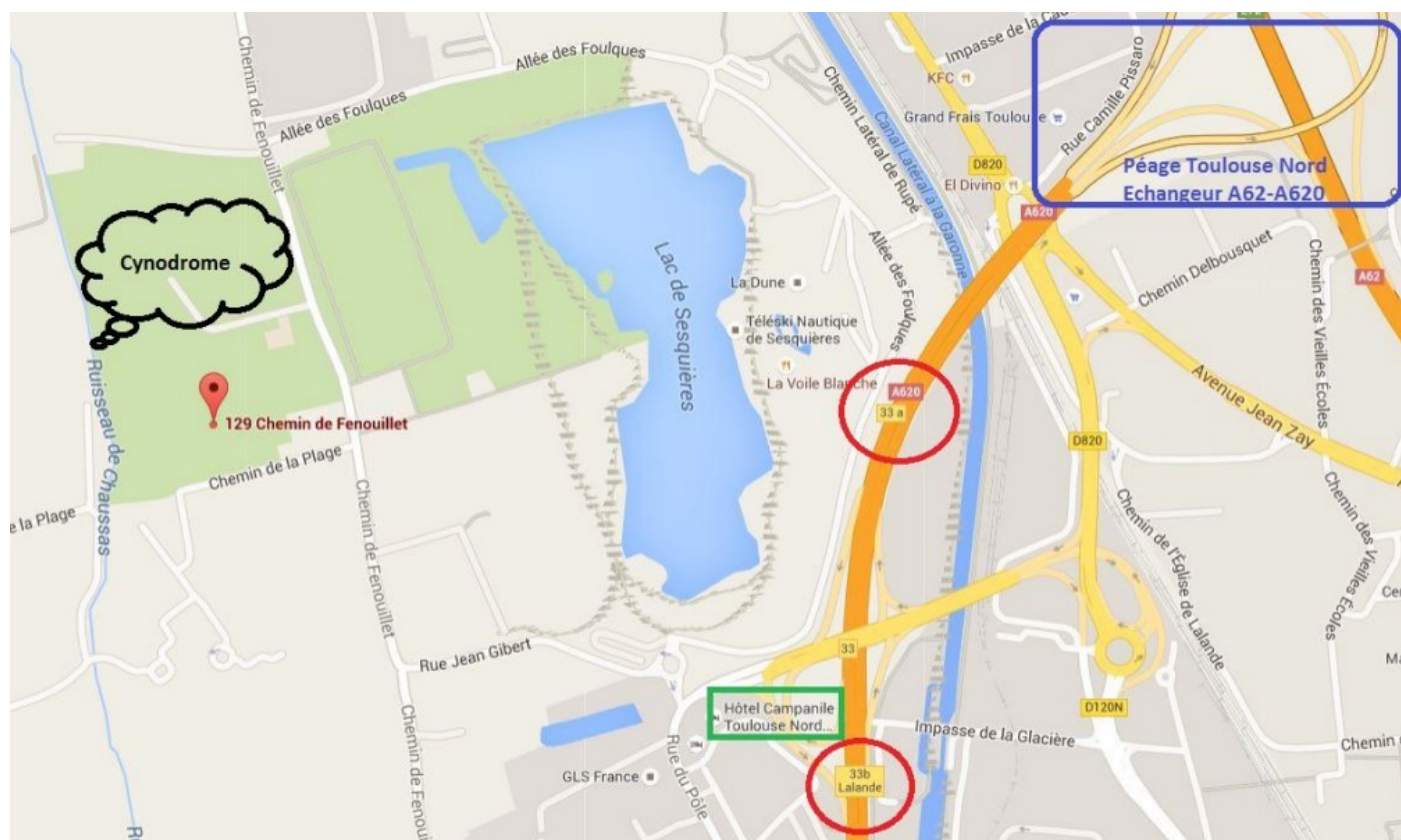 Impasse de la
Chemin de Fenouillet
Allée des Foulques
KFC
Rue Camille Pissaro
Chemin Latéral de Rupé
Canal Latéral à la Garonne
Grand Frais Toulouse
Allée des Foulques
Chemin de Fenouillet
D820
Péage Toulouse Nord
Echangeur A62-A620
El Divino
A620
Cynodrome
Lac de Sesquières
Allée des Foulques
Chemin Delbousquet
Chemin des Vieilles Écoles
A62
La Dune
Téléski Nautique
de Sesquières
La Voile Blanche
Ruisseau de Chaussas
A620
33 a
Avenue Jean Zay
129 Chemin de Fenouillet
D820
Chemin de la Plage
e la Plage
Chemin de Fenouillet
Chemin de l'Église de Lalande
Chemin des Vieilles Écoles
Rue Jean Gibert
33
Hôtel Campanile
Toulouse Nord...
D120N
Impasse de la Glacière
Chemin
Chemin de Fenouillet
Rue du Pôle
GLS France
33b
Lalande